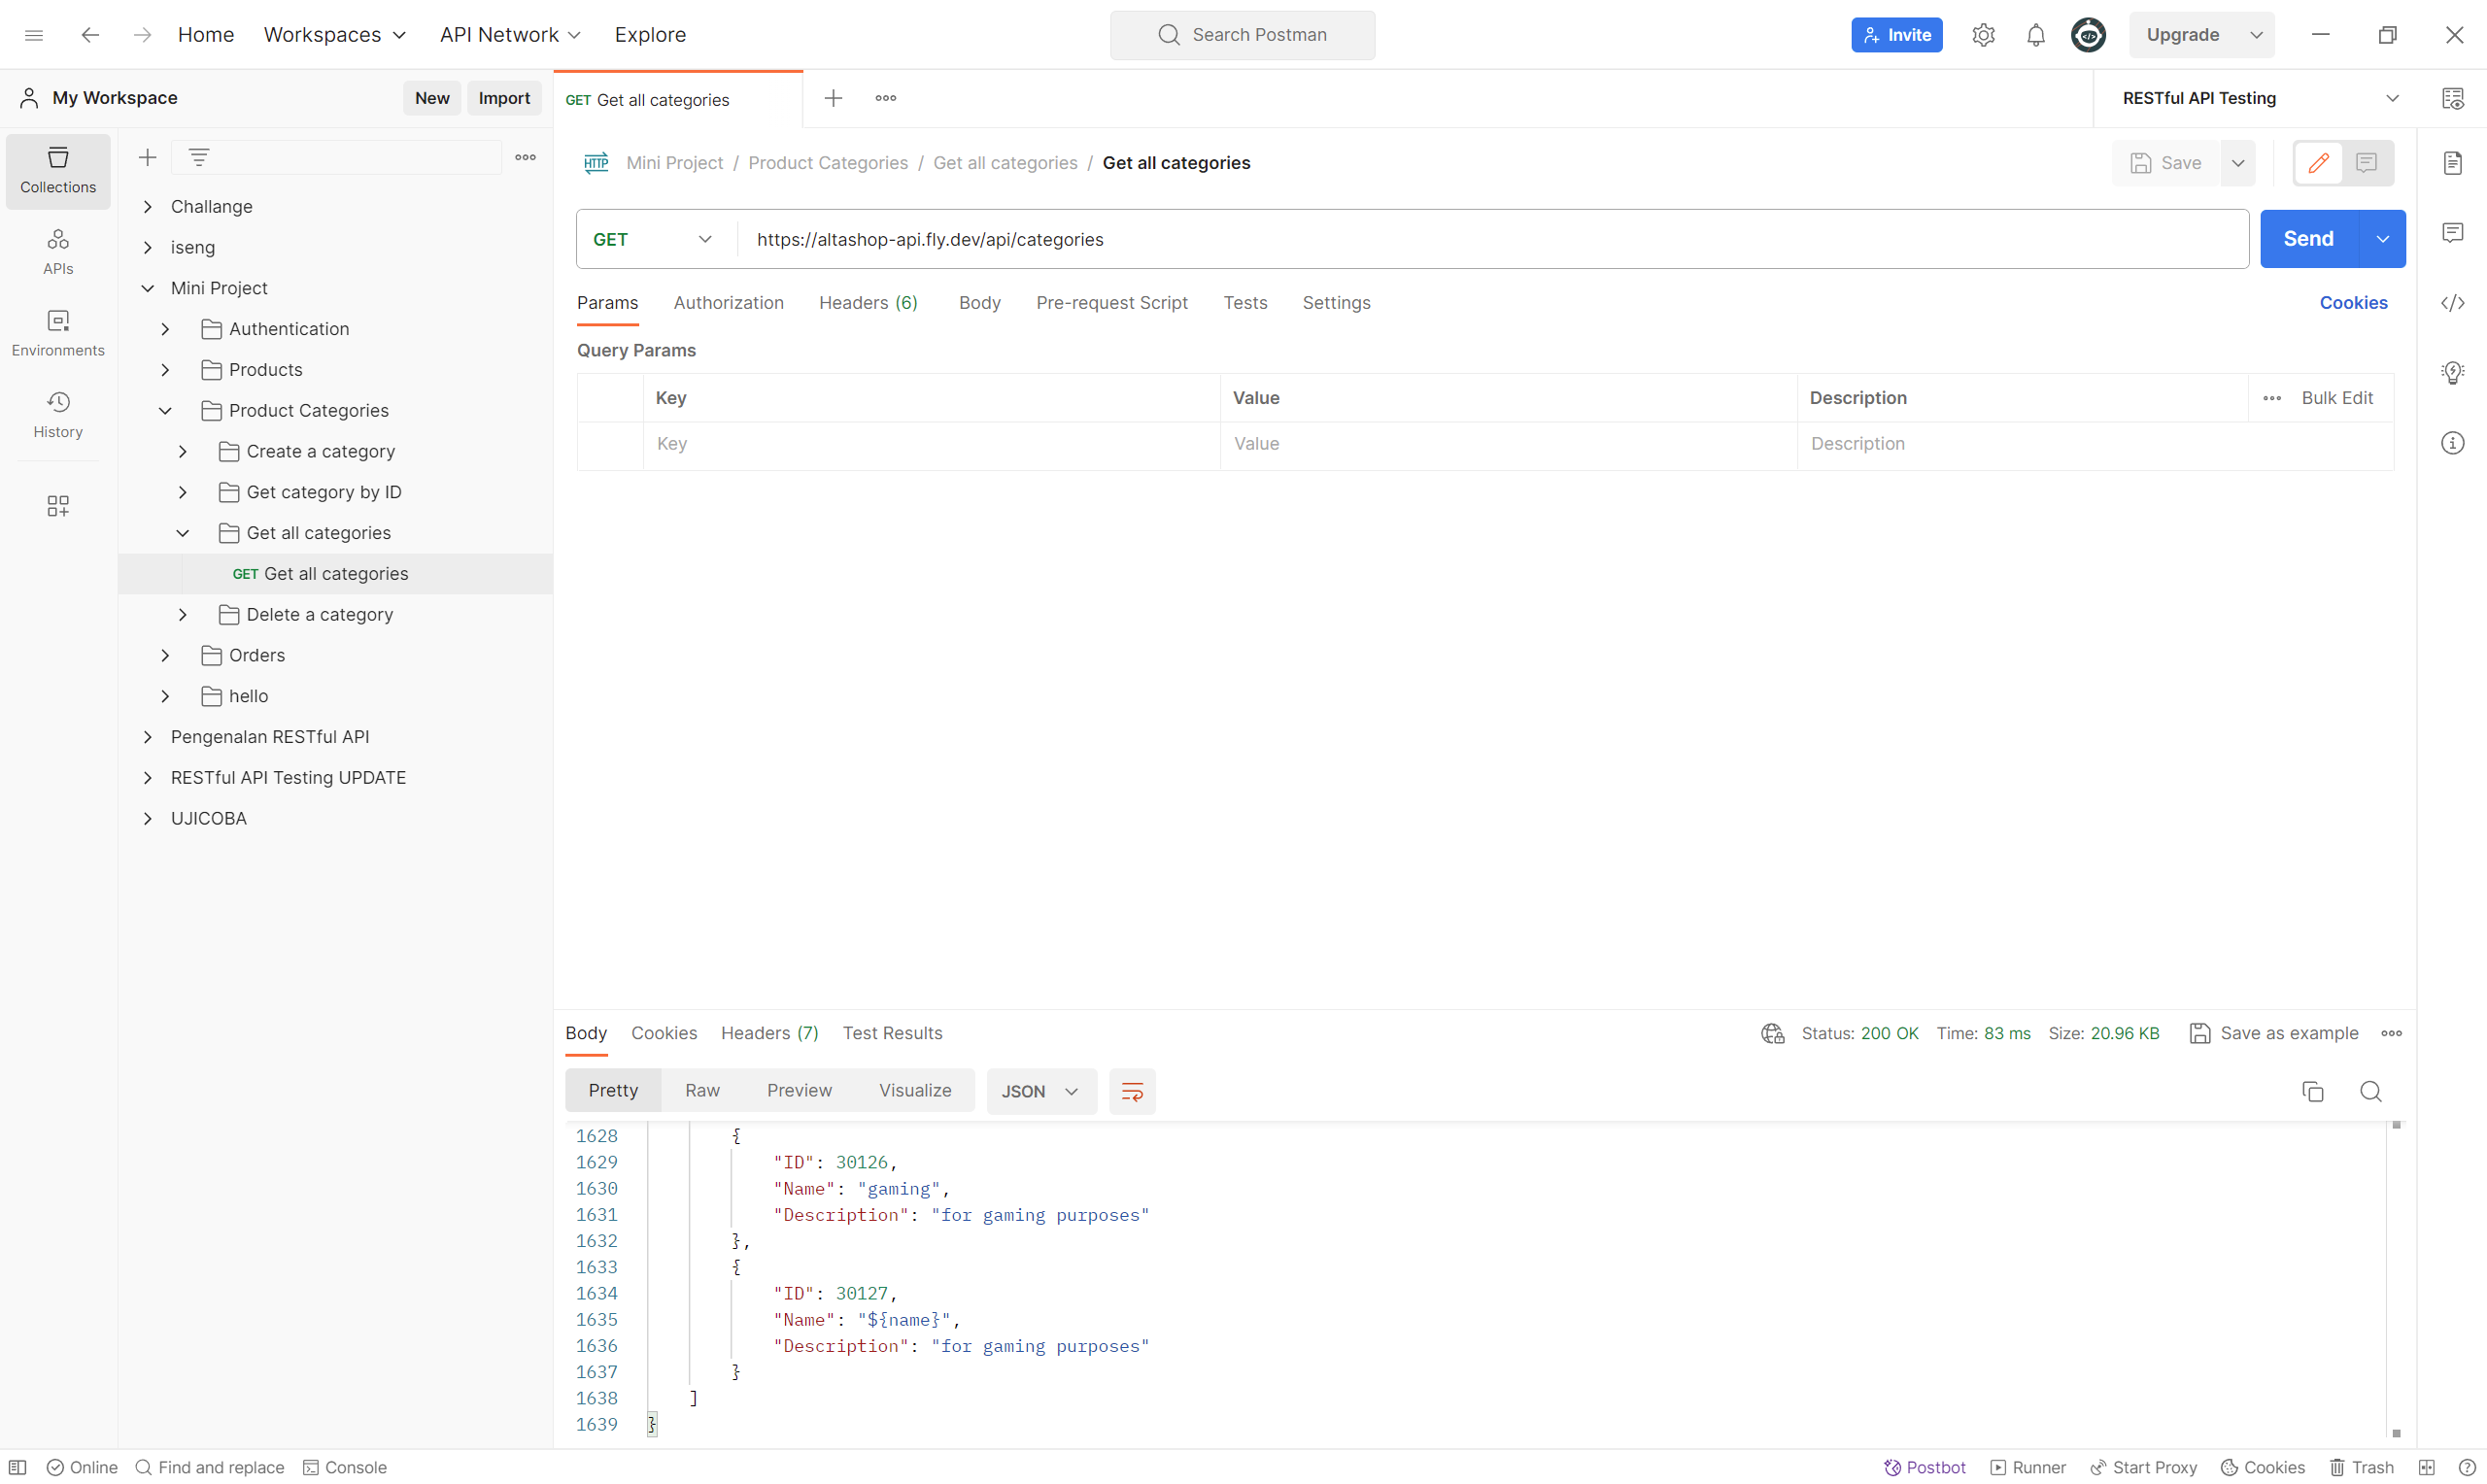 Home Workspaces API Network Explore Search Postman Invite Upgrade
My Workspace New Import GET Get all categories RESTful API Testing
Collections
APIs
Environments
History
Challange
iseng
Mini Project
Authentication
Products
Product Categories
Create a category
Get category by ID
Get all categories
GET Get all categories
Delete a category
Orders
hello
Pengenalan RESTful API
RESTful API Testing UPDATE
UJICOBA
HTTP Mini Project / Product Categories / Get all categories / Get all categories Save
GET https://altashop-api.fly.dev/api/categories Send
Params Authorization Headers (6) Body Pre-request Script Tests Settings Cookies
Query Params
Key Value Description Bulk Edit
Key Value Description
Body Cookies Headers (7) Test Results Status: 200 OK Time: 83 ms Size: 20.96 KB Save as example
Pretty Raw Preview Visualize JSON
1628 {
1629 "ID": 30126,
1630 "Name": "gaming",
1631 "Description": "for gaming purposes"
1632 },
1633 {
1634 "ID": 30127,
1635 "Name": "${name}",
1636 "Description": "for gaming purposes"
1637 }
1638 ]
1639 }
Online Find and replace Console Postbot Runner Start Proxy Cookies Trash